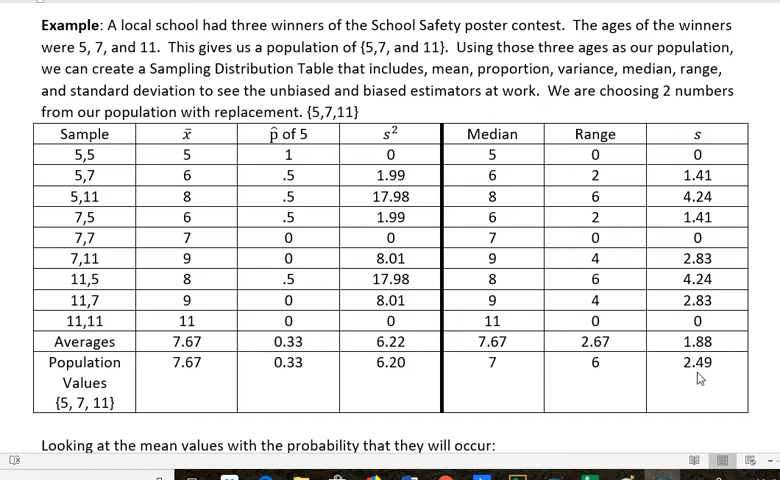 Example: A local school had three winners of the School Safety poster contest. The ages of the winners
were 5, 7, and 11. This gives us a population of {5,7, and 11}. Using those three ages as our population,
we can create a Sampling Distribution Table that includes, mean, proportion, variance, median, range,
and standard deviation to see the unbiased and biased estimators at work. We are choosing 2 numbers
from our population with replacement. {5,7,11}
Sample x̄ p̂ of 5 s² Median Range s
5,5 5 1 0 5 0 0
5,7 6 .5 1.99 6 2 1.41
5,11 8 .5 17.98 8 6 4.24
7,5 6 .5 1.99 6 2 1.41
7,7 7 0 0 7 0 0
7,11 9 0 8.01 9 4 2.83
11,5 8 .5 17.98 8 6 4.24
11,7 9 0 8.01 9 4 2.83
11,11 11 0 0 11 0 0
Averages 7.67 0.33 6.22 7.67 2.67 1.88
Population 7.67 0.33 6.20 7 6 2.49
Values
{5, 7, 11}
Looking at the mean values with the probability that they will occur: